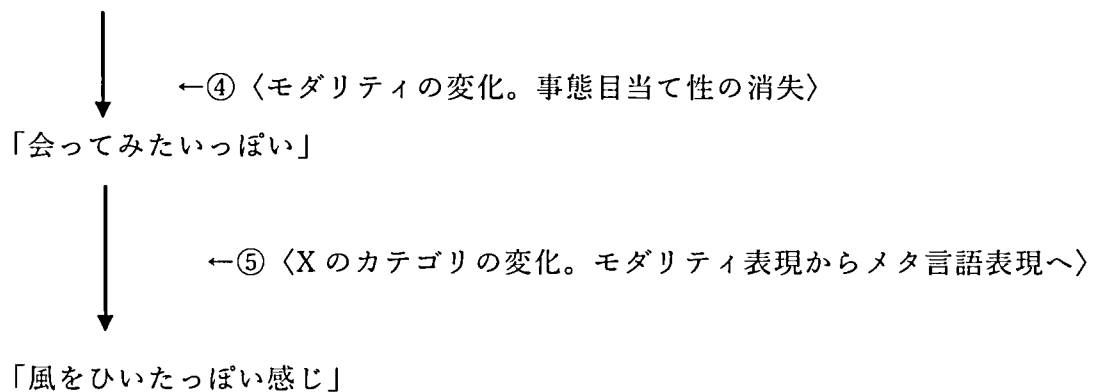 ←④〈モダリティの変化。事態目当て性の消失〉
「会ってみたいっぽい」
←⑤〈Xのカテゴリの変化。モダリティ表現からメタ言語表現へ〉
「風をひいたっぽい感じ」